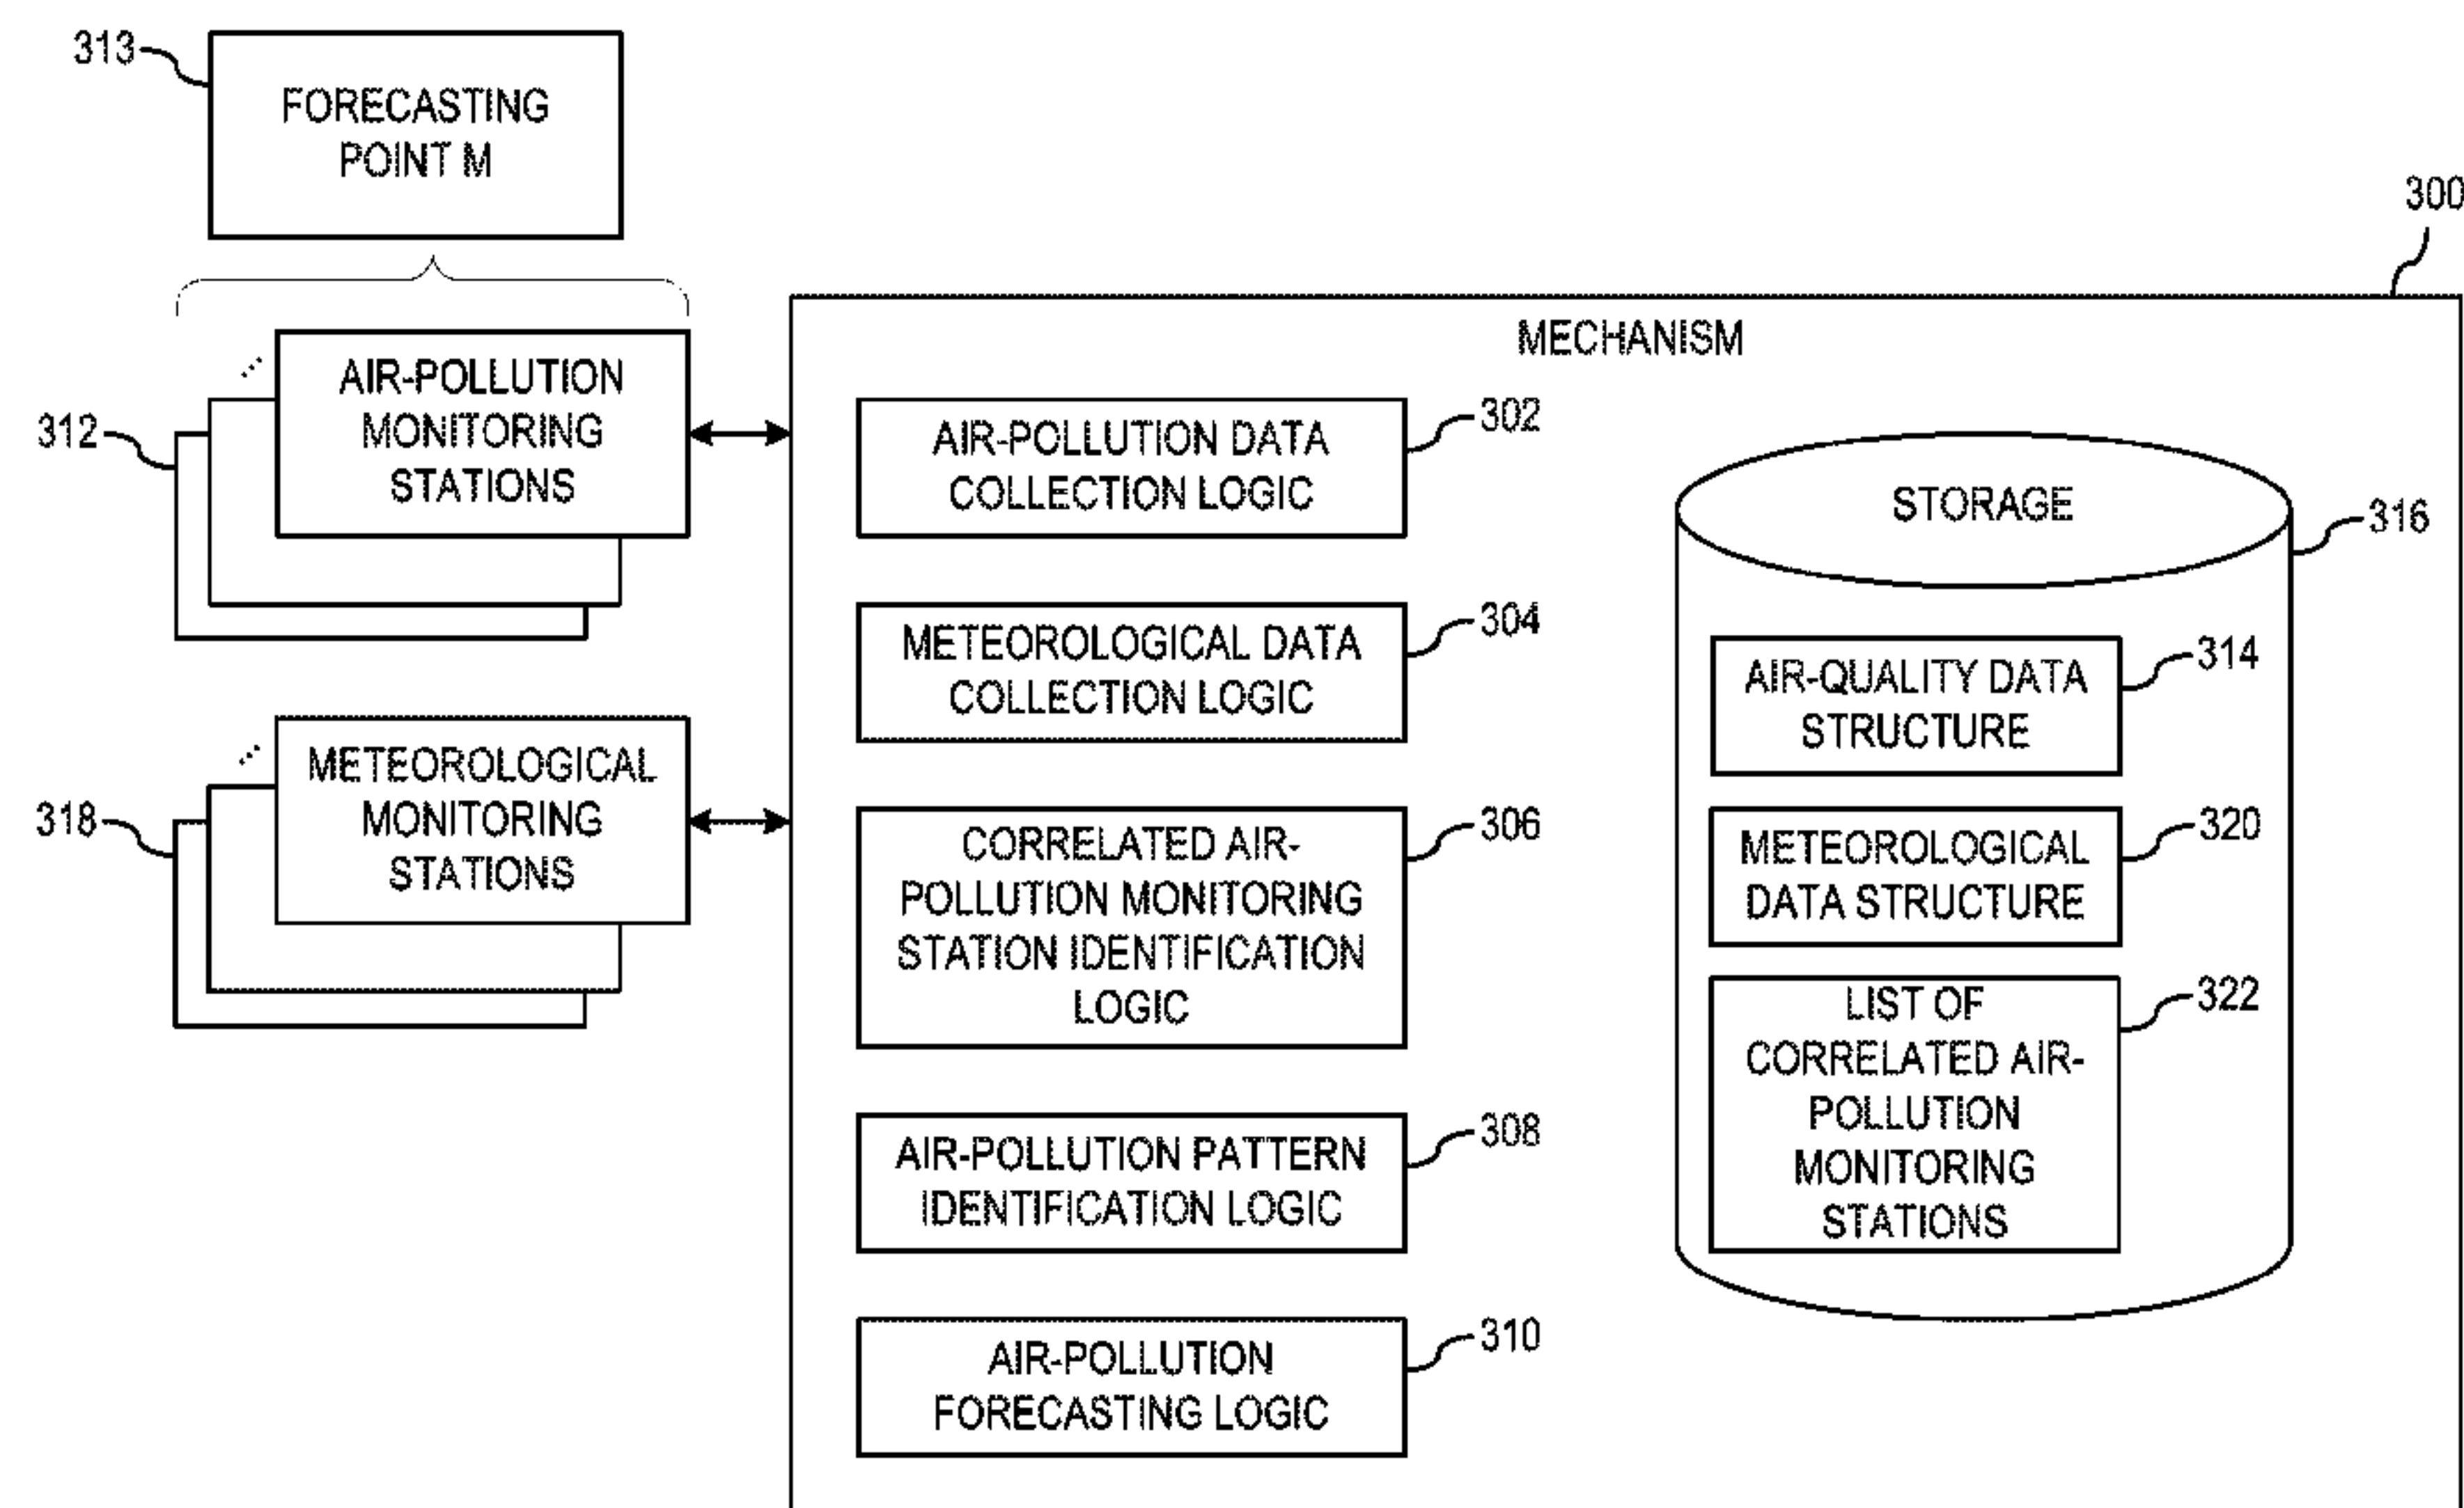 313
FORECASTING
POINT M
300
MECHANISM
312
AIR-POLLUTION
MONITORING
STATIONS
318
METEOROLOGICAL
MONITORING
STATIONS
302
AIR-POLLUTION DATA
COLLECTION LOGIC
304
METEOROLOGICAL DATA
COLLECTION LOGIC
306
CORRELATED AIR-
POLLUTION MONITORING
STATION IDENTIFICATION
LOGIC
308
AIR-POLLUTION PATTERN
IDENTIFICATION LOGIC
310
AIR-POLLUTION
FORECASTING LOGIC
STORAGE
316
314
AIR-QUALITY DATA
STRUCTURE
320
METEOROLOGICAL
DATA STRUCTURE
322
LIST OF
CORRELATED AIR-
POLLUTION
MONITORING
STATIONS